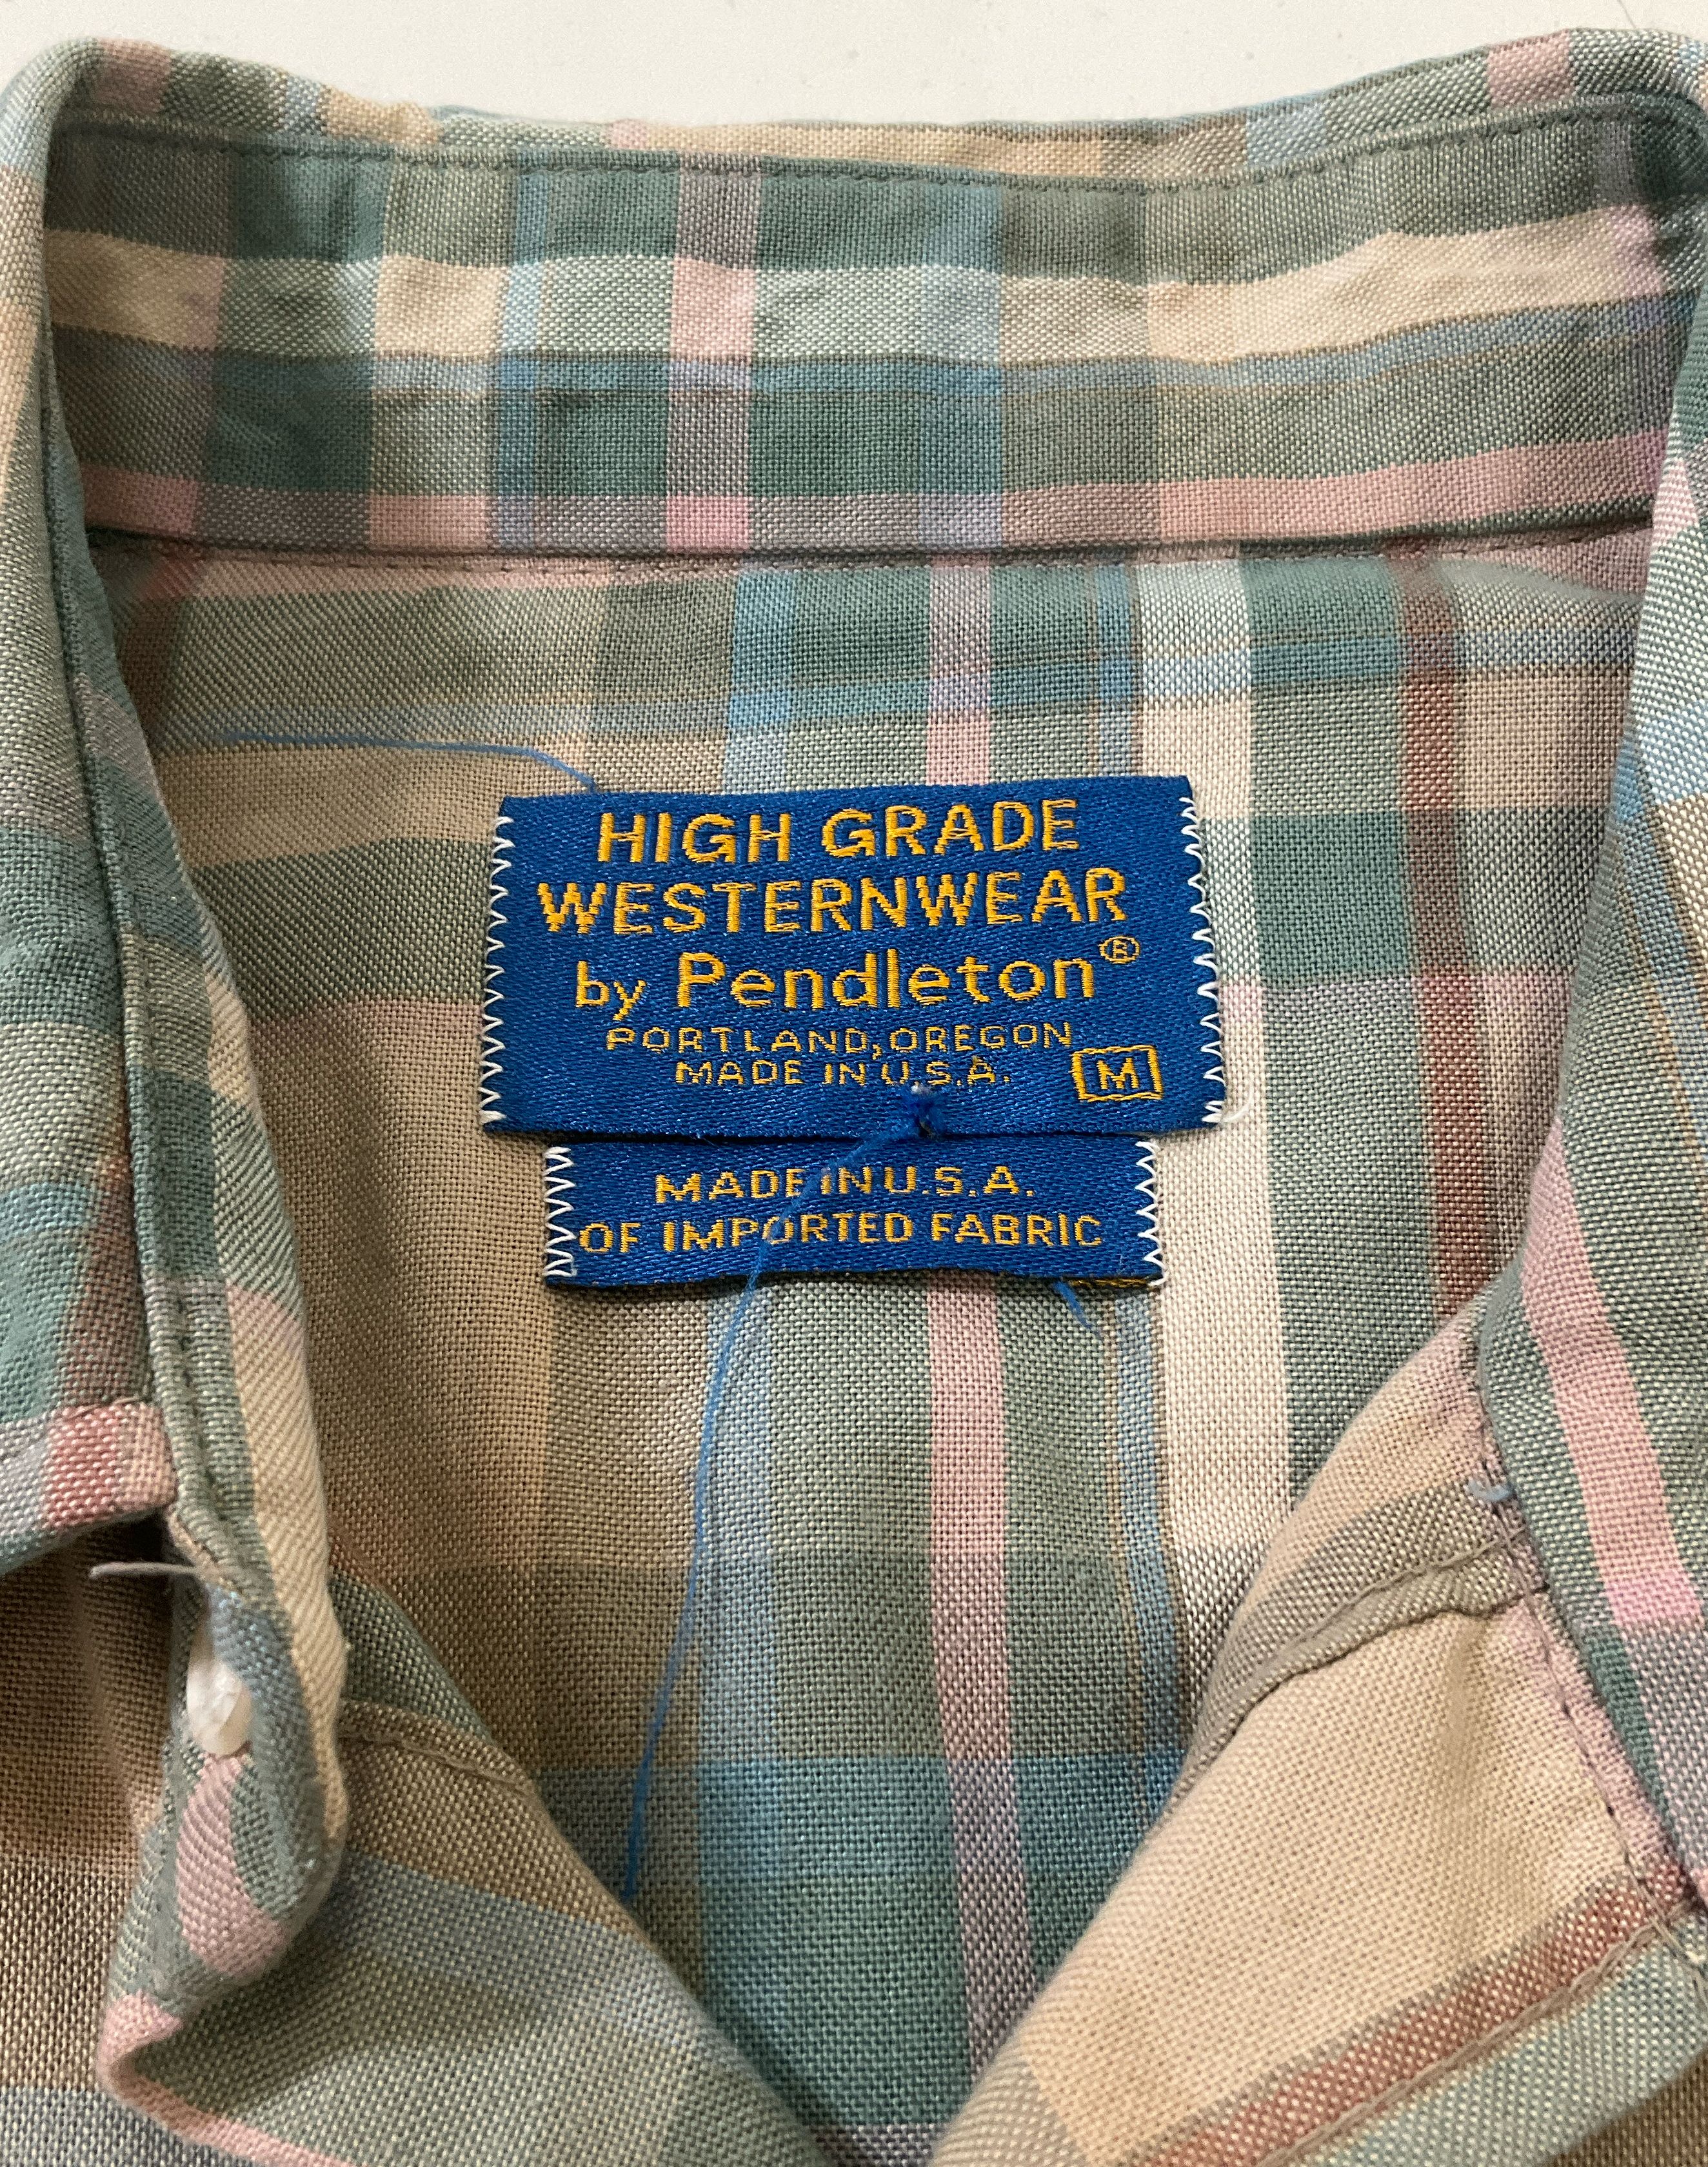 HIGH GRADE
WESTERNWEAR
by Pendleton®
PORTLAND, OREGON
MADE IN U.S.A.
M
MADE IN U.S.A.
OF IMPORTED FABRIC